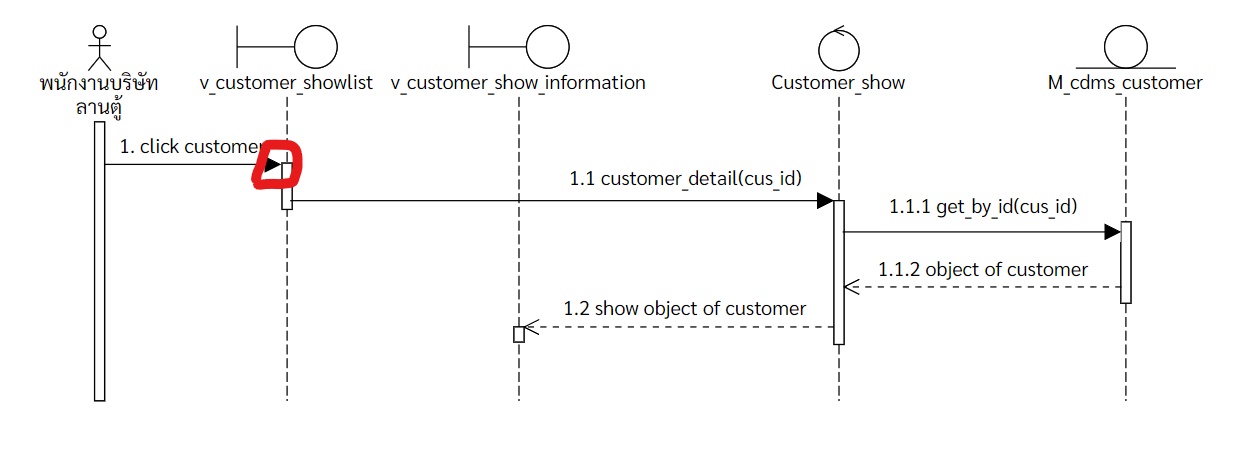 พนักงานบริษัท
ลานตู้
v_customer_showlist
v_customer_show_information
Customer_show
M_cdms_customer
1. click customer
1.1 customer_detail(cus_id)
1.1.1 get_by_id(cus_id)
1.1.2 object of customer
1.2 show object of customer